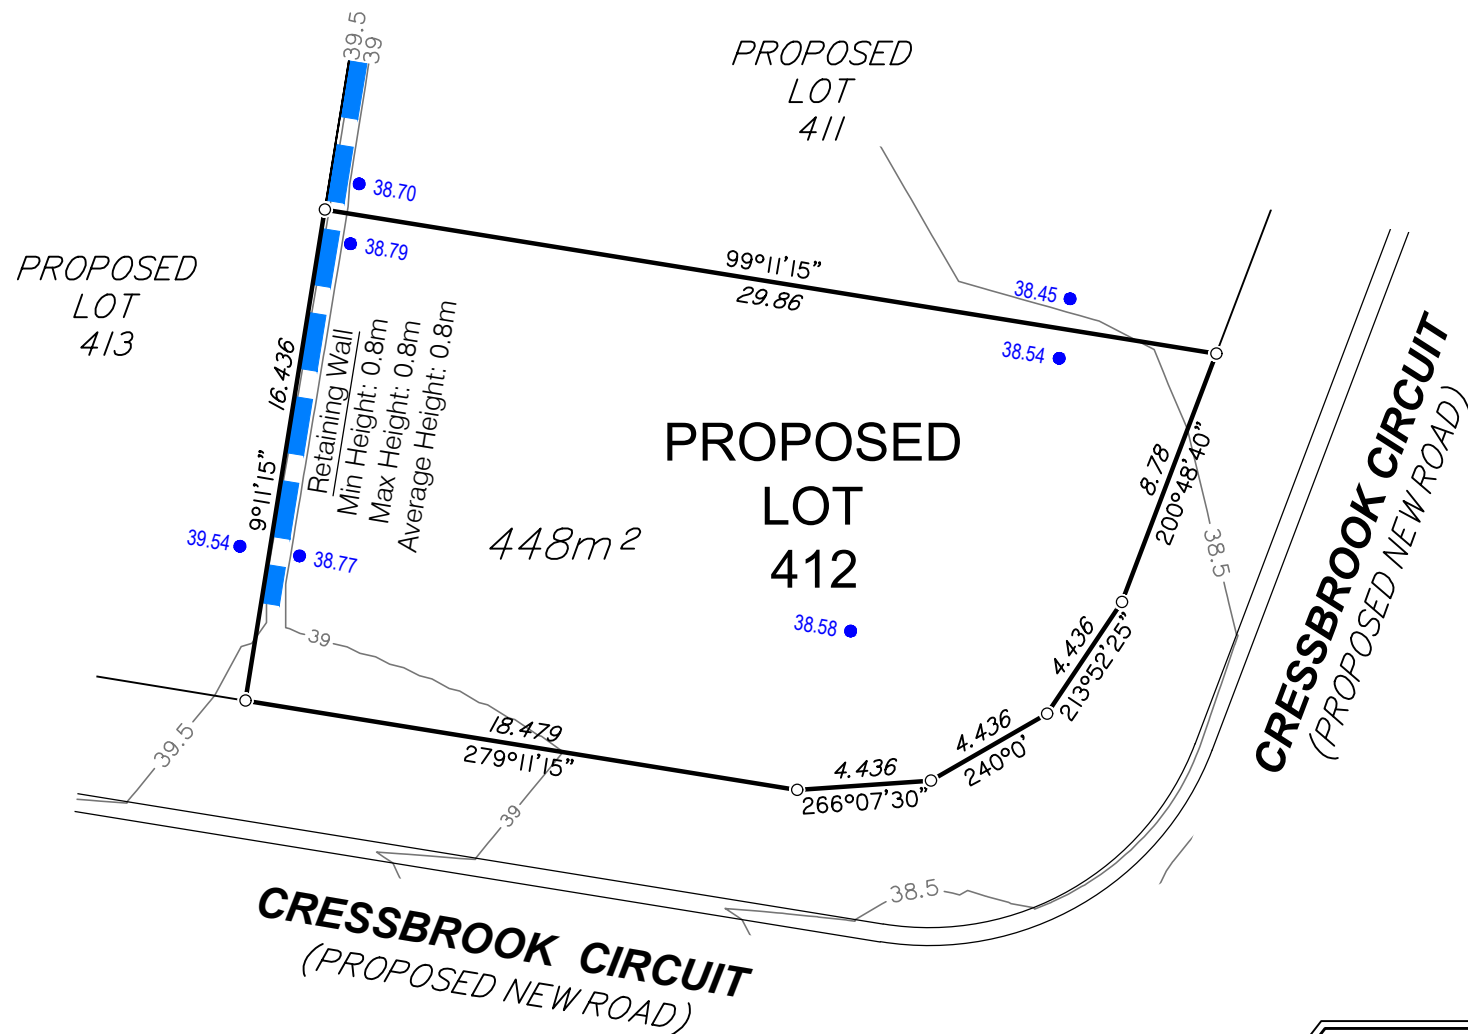 39.5
39
PROPOSED
LOT
411
38.70
38.79
PROPOSED
LOT
413
99°11'15"
29.86
38.45
38.54
16.436
9°11'15"
Retaining Wall
Min Height: 0.8m
Max Height: 0.8m
Average Height: 0.8m
PROPOSED
LOT
412
448m²
8.78
200°48'40"
CRESSBROOK CIRCUIT
(PROPOSED NEW ROAD)
39.54
38.77
38.5
38.58
39
4.436
213°52'25"
18.479
279°11'15"
39.5
4.436
240°0'
4.436
266°07'30"
39
38.5
CRESSBROOK CIRCUIT
(PROPOSED NEW ROAD)